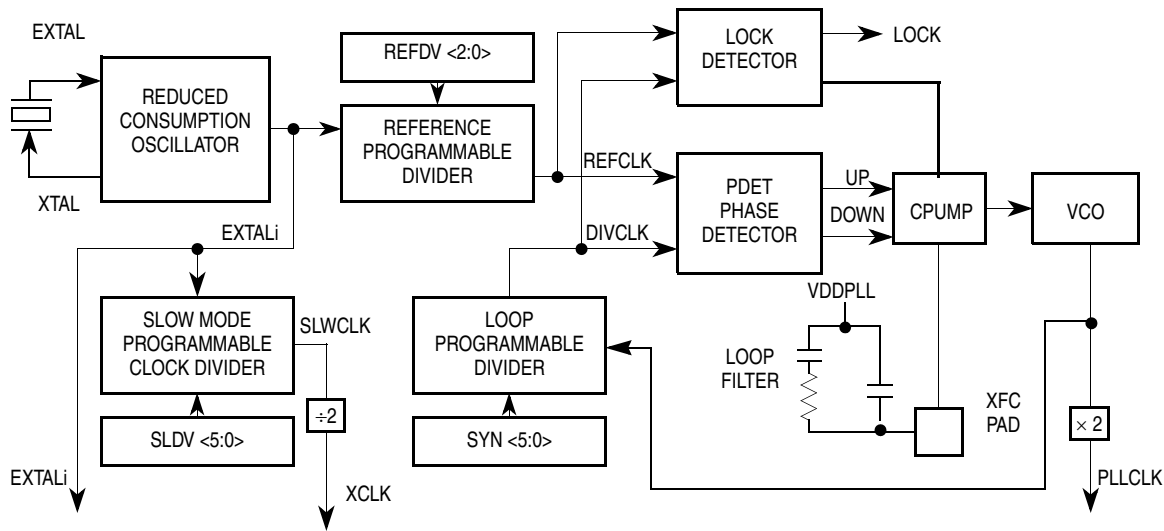 EXTAL
REDUCED
CONSUMPTION
OSCILLATOR
XTAL
REFDV <2:0>
REFERENCE
PROGRAMMABLE
DIVIDER
LOCK
DETECTOR
LOCK
REFCLK
DIVCLK
PDET
PHASE
DETECTOR
UP
DOWN
CPUMP
VCO
EXTALi
SLOW MODE
PROGRAMMABLE
CLOCK DIVIDER
SLWCLK
÷2
SLDV <5:0>
EXTALi
XCLK
LOOP
PROGRAMMABLE
DIVIDER
SYN <5:0>
VDDPLL
LOOP
FILTER
XFC
PAD
× 2
PLLCLK